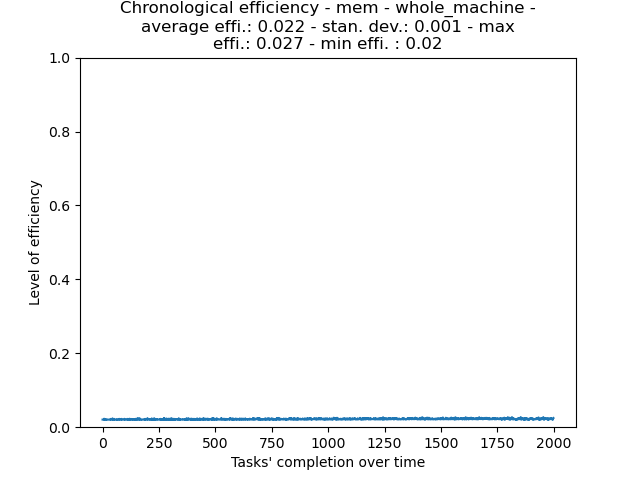 Chronological efficiency - mem - whole_machine -
average effi.: 0.022 - stan. dev.: 0.001 - max
effi.: 0.027 - min effi. : 0.02
1.0
0.8
0.6
0.4
0.2
0.0
Level of efficiency
0 250 500 750 1000 1250 1500 1750 2000
Tasks' completion over time